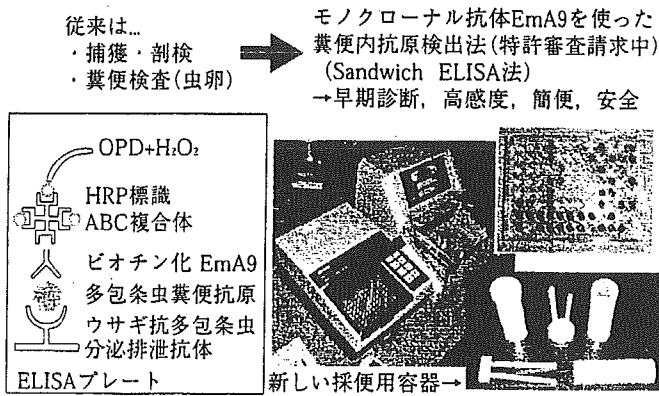 従来は...
・捕獲・剖検
・糞便検査(虫卵)
モノクローナル抗体EmA9を使った
糞便内抗原検出法(特許審査請求中)
(Sandwich ELISA法)
→早期診断，高感度，簡便，安全
OPD+H₂O₂
HRP標識
ABC複合体
ビオチン化 EmA9
多包条虫糞便抗原
ウサギ抗多包条虫
分泌排泄抗体
ELISAプレート
新しい採便用容器→